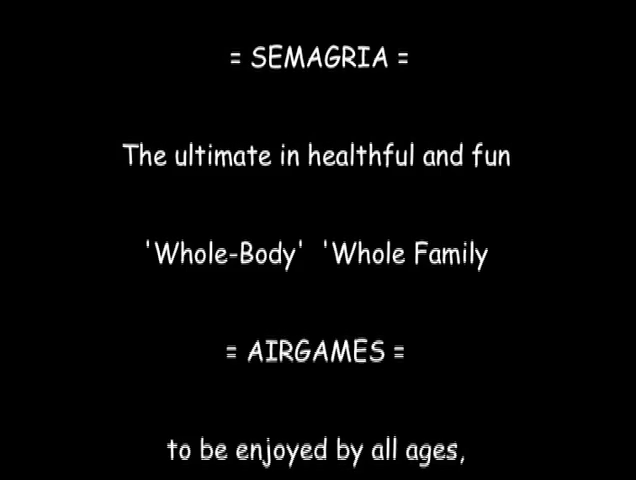 = SEMAGRIA =
The ultimate in healthful and fun
'Whole-Body' 'Whole Family
= AIRGAMES =
to be enjoyed by all ages,